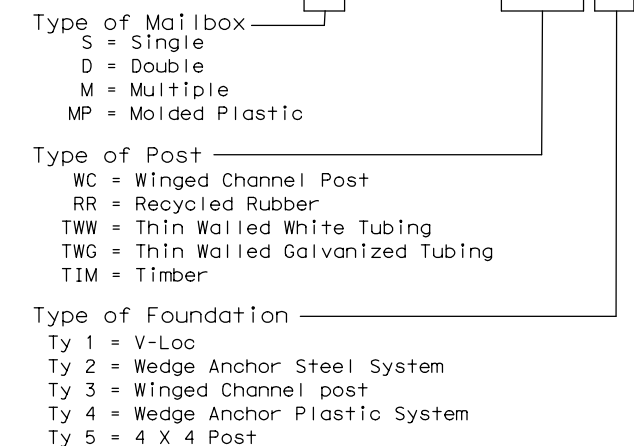 Type of Mailbox
S = Single
D = Double
M = Multiple
MP = Molded Plastic
Type of Post
WC = Winged Channel Post
RR = Recycled Rubber
TWW = Thin Walled White Tubing
TWG = Thin Walled Galvanized Tubing
TIM = Timber
Type of Foundation
Ty 1 = V-Loc
Ty 2 = Wedge Anchor Steel System
Ty 3 = Winged Channel post
Ty 4 = Wedge Anchor Plastic System
Ty 5 = 4 X 4 Post